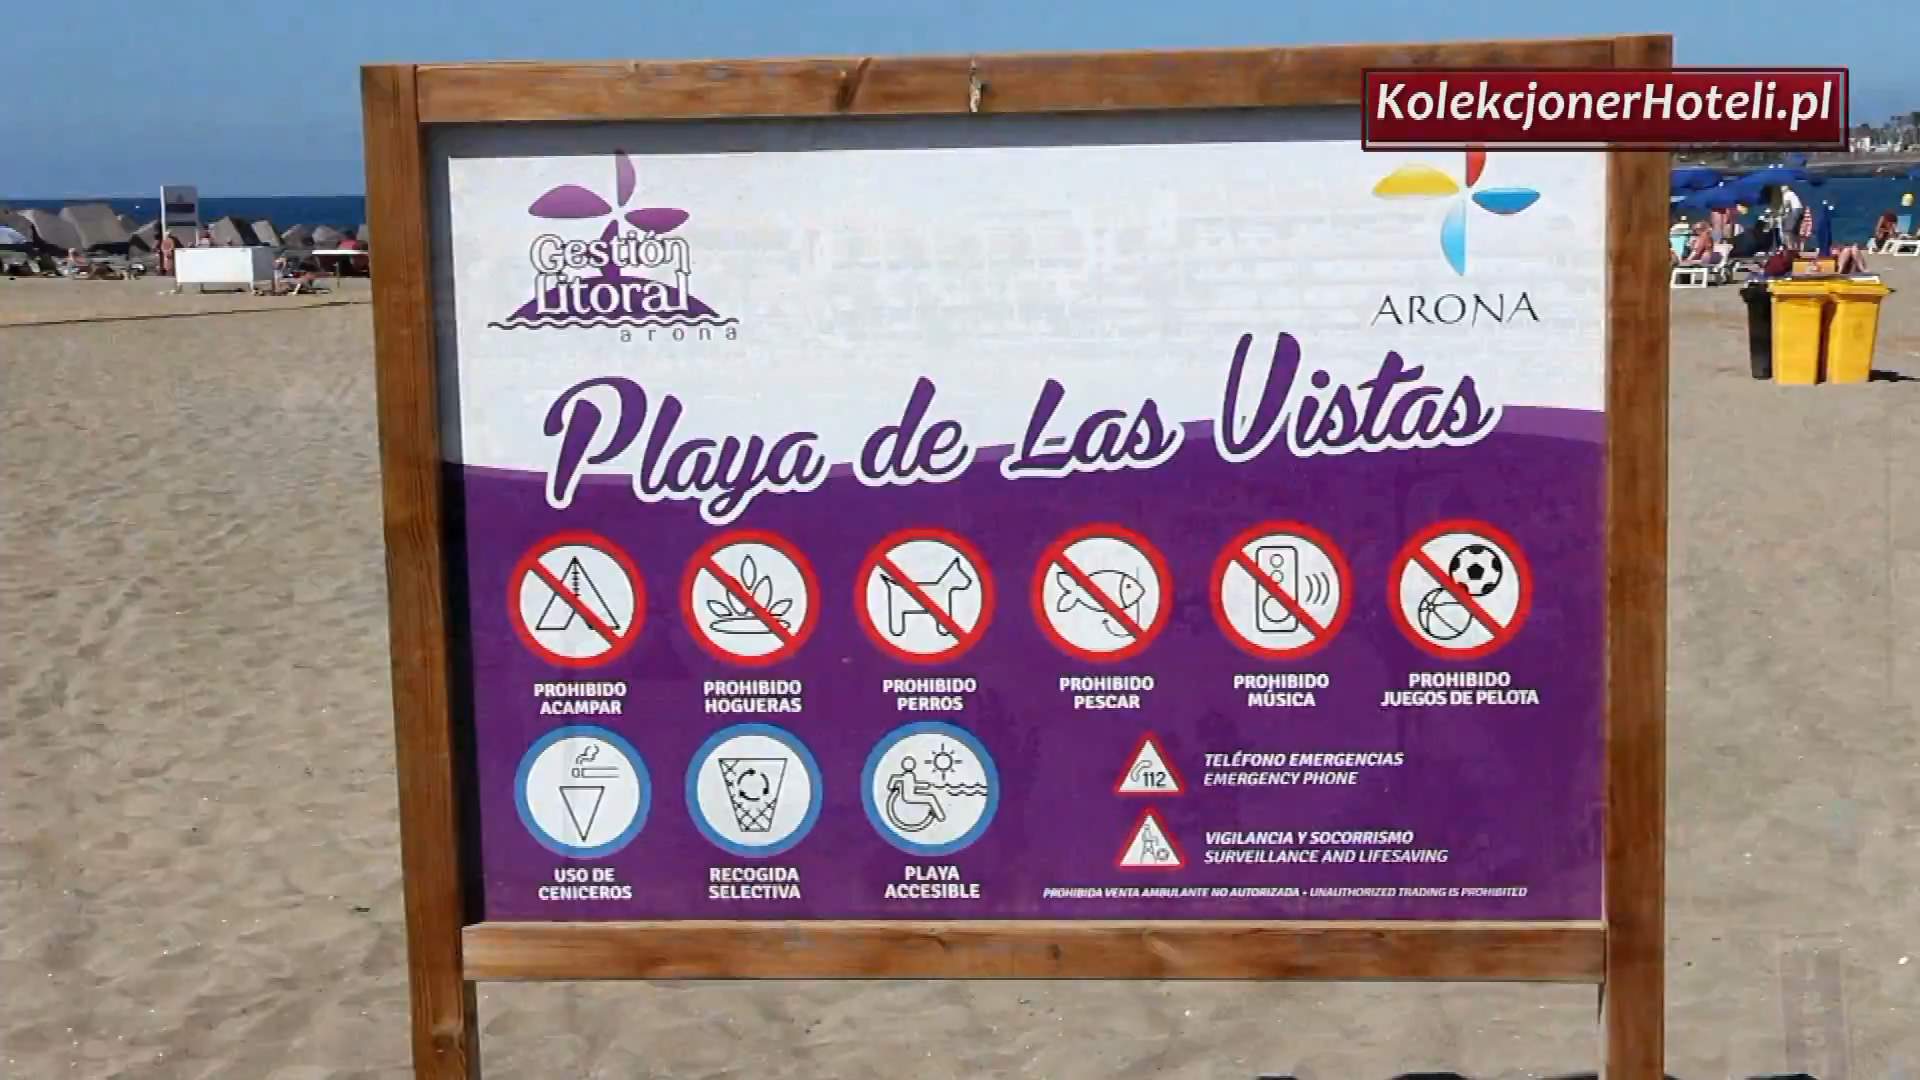 KolekcjonerHoteli.pl
Gestión
Litoral
arona
ARONA
Playa de Las Vistas
PROHIBIDO
ACAMPAR
PROHIBIDO
HOGUERAS
PROHIBIDO
PERROS
PROHIBIDO
PESCAR
PROHIBIDO
MÚSICA
PROHIBIDO
JUEGOS DE PELOTA
USO DE
CENICEROS
RECOGIDA
SELECTIVA
PLAYA
ACCESIBLE
112
TELÉFONO EMERGENCIAS
EMERGENCY PHONE
VIGILANCIA Y SOCORRISMO
SURVEILLANCE AND LIFESAVING
PROHIBIDA VENTA AMBULANTE NO AUTORIZADA - UNAUTHORIZED TRADING IS PROHIBITED